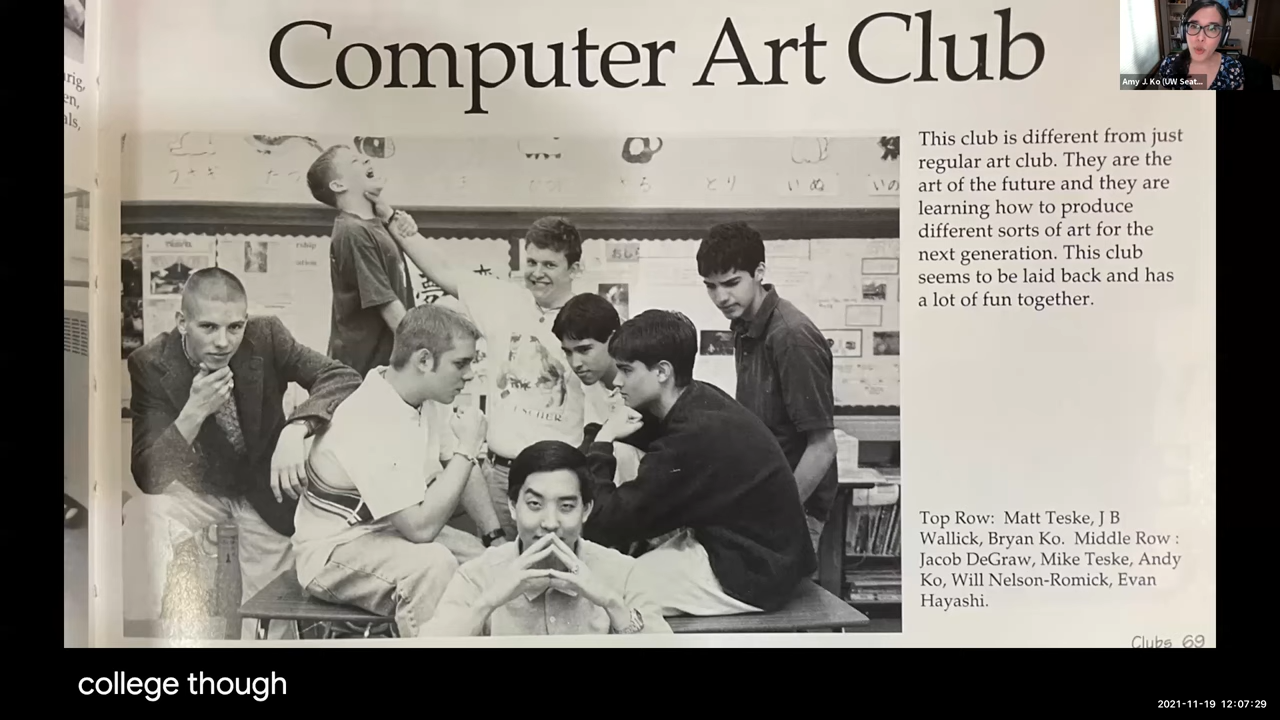 Computer Art Club
Amy J. Ko (UW Seat...
arig,
en,
als,
This club is different from just
regular art club. They are the
art of the future and they are
learning how to produce
different sorts of art for the
next generation. This club
seems to be laid back and has
a lot of fun together.
Top Row: Matt Teske, J B
Wallick, Bryan Ko. Middle Row :
Jacob DeGraw, Mike Teske, Andy
Ko, Will Nelson-Romick, Evan
Hayashi.
Clubs 69
college though
2021-11-19 12:07:29